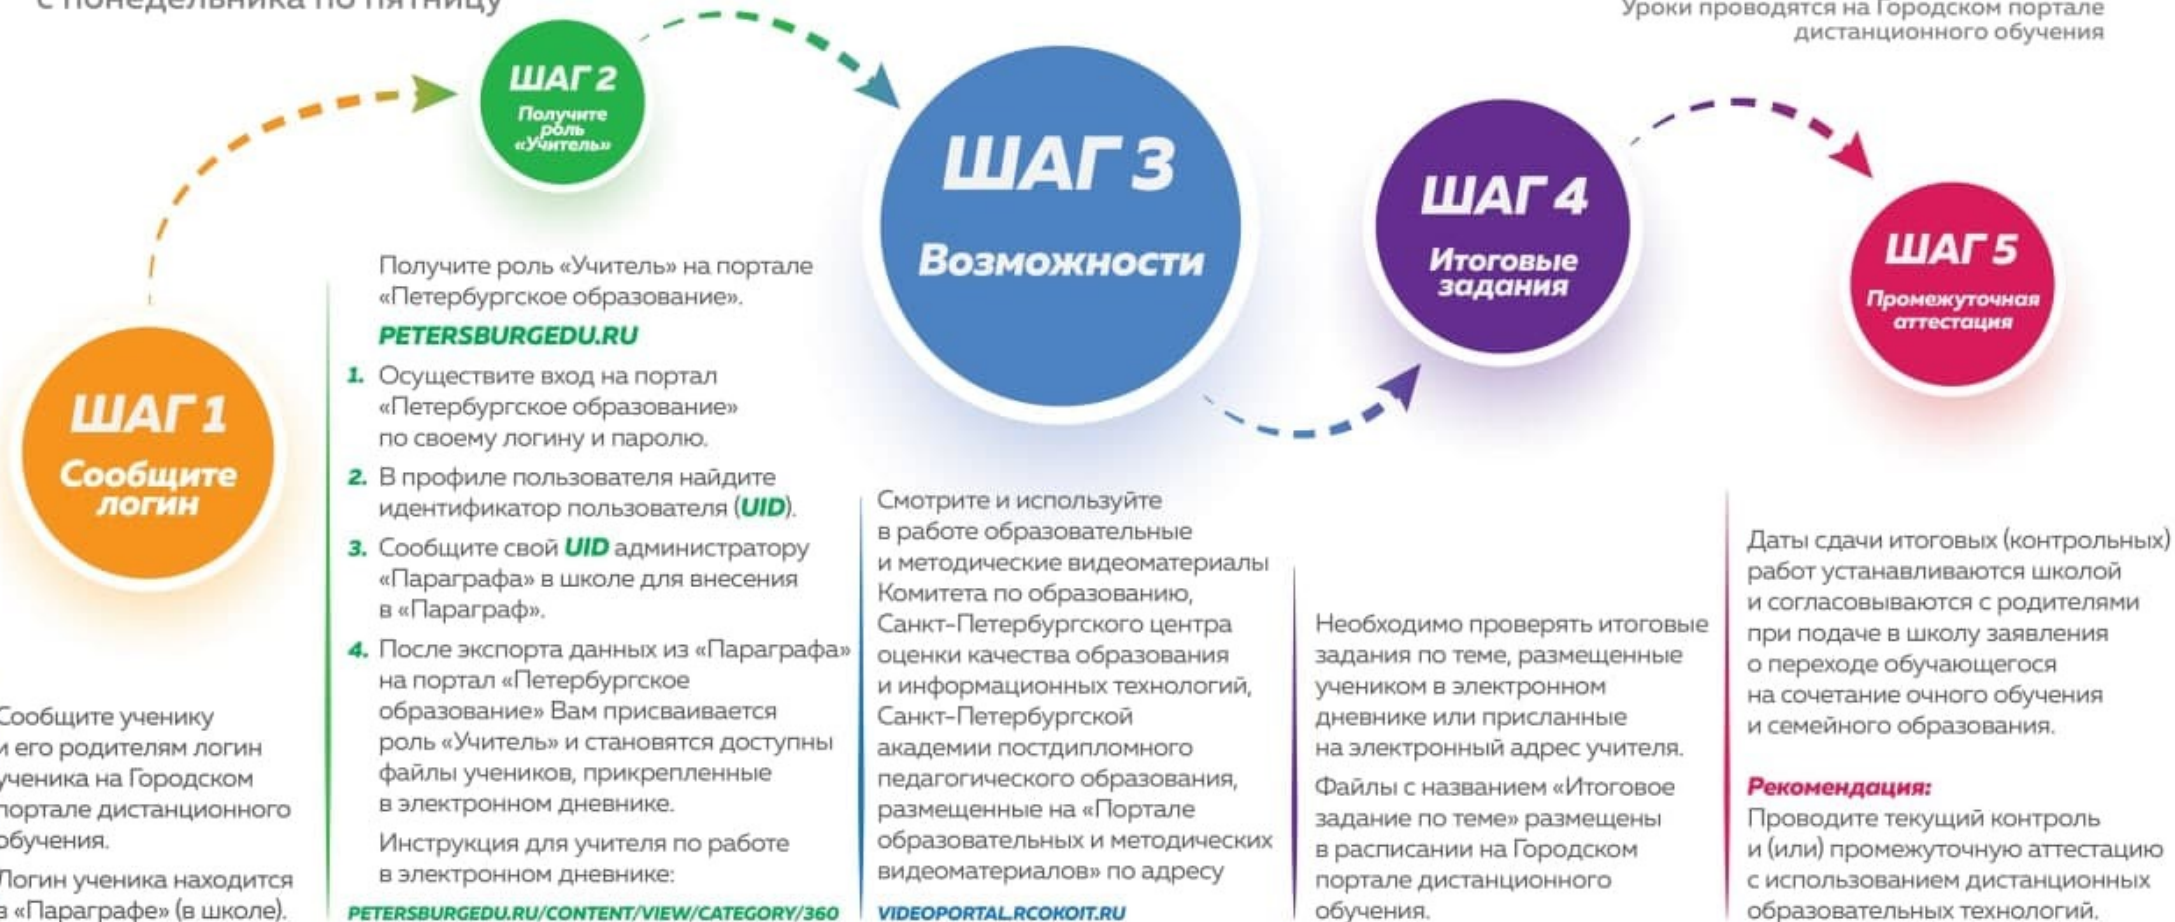 с понедельника по пятницу
Уроки проводятся на Городском портале
дистанционного обучения
ШАГ 1
Сообщите
логин
Сообщите ученику
и его родителям логин
ученика на Городском
портале дистанционного
обучения.
Логин ученика находится
в «Параграфе» (в школе).
ШАГ 2
Получите
роль
«Учитель»
Получите роль «Учитель» на портале
«Петербургское образование».
PETERSBURGEDU.RU
1. Осуществите вход на портал
«Петербургское образование»
по своему логину и паролю.
2. В профиле пользователя найдите
идентификатор пользователя (UID).
3. Сообщите свой UID администратору
«Параграфа» в школе для внесения
в «Параграф».
4. После экспорта данных из «Параграфа»
на портал «Петербургское
образование» Вам присваивается
роль «Учитель» и становятся доступны
файлы учеников, прикрепленные
в электронном дневнике.
Инструкция для учителя по работе
в электронном дневнике:
PETERSBURGEDU.RU/CONTENT/VIEW/CATEGORY/360
ШАГ 3
Возможности
Смотрите и используйте
в работе образовательные
и методические видеоматериалы
Комитета по образованию,
Санкт-Петербургского центра
оценки качества образования
и информационных технологий,
Санкт-Петербургской
академии постдипломного
педагогического образования,
размещенные на «Портале
образовательных и методических
видеоматериалов» по адресу
VIDEOPORTAL.RCOKOIT.RU
ШАГ 4
Итоговые
задания
Необходимо проверять итоговые
задания по теме, размещенные
учеником в электронном
дневнике или присланные
на электронный адрес учителя.
Файлы с названием «Итоговое
задание по теме» размещены
в расписании на Городском
портале дистанционного
обучения.
ШАГ 5
Промежуточная
аттестация
Даты сдачи итоговых (контрольных)
работ устанавливаются школой
и согласовываются с родителями
при подаче в школу заявления
о переходе обучающегося
на сочетание очного обучения
и семейного образования.
Рекомендация:
Проводите текущий контроль
и (или) промежуточную аттестацию
с использованием дистанционных
образовательных технологий.